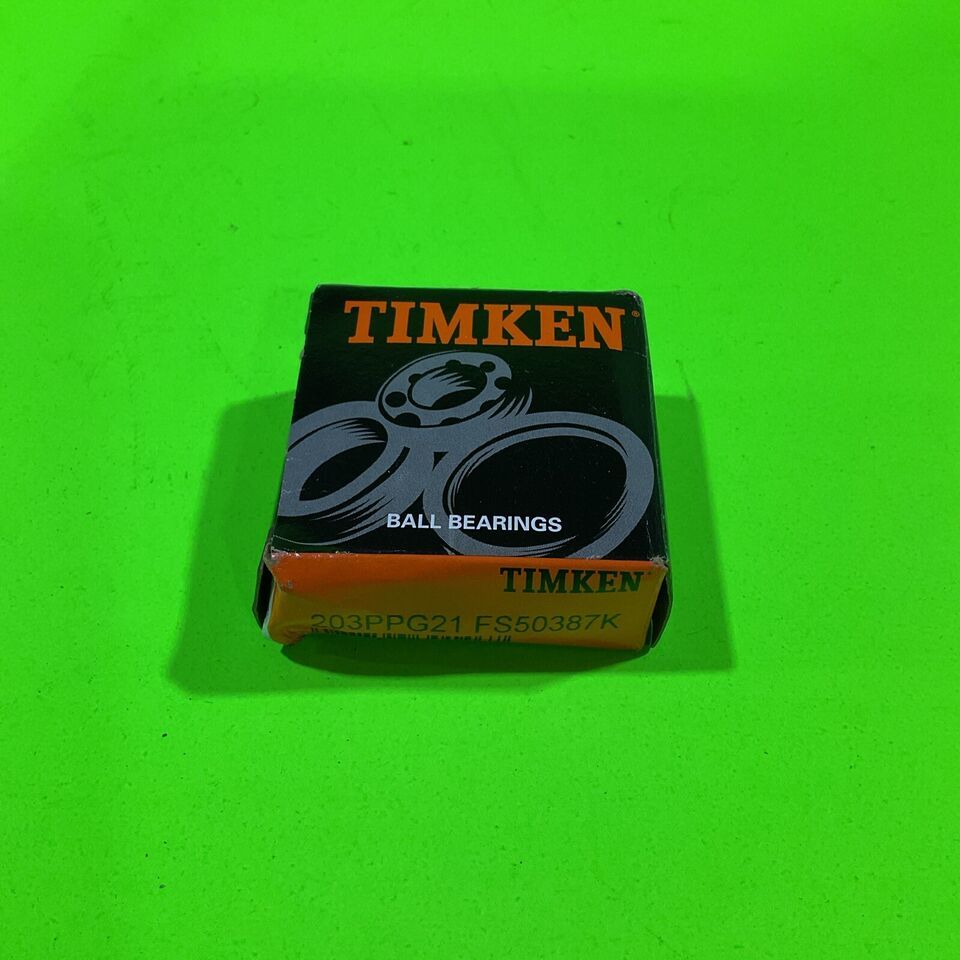 TIMKEN®
BALL BEARINGS
TIMKEN
203PPG21 FS50387K